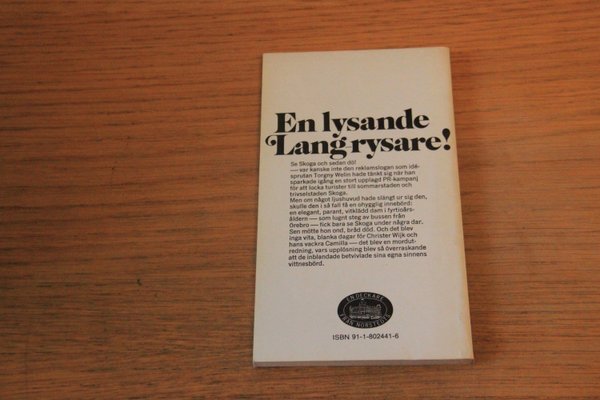 En lysande
Lang-rysare!
Se Skoga och sedan dö!
— var kanske inte den reklamslogan som idé-
sprutan Torgny Welin hade tänkt sig när han
sparkade igång en stort upplagd PR-kampanj
för att locka turister till sommarstaden och
trivselstaden Skoga.
Men om något ljushuvud hade slängt ur sig den,
skulle den i så fall få en ohygglig innebörd:
en elegant, parant, vitklädd dam i fyrtioårs-
åldern — som lugnt steg av bussen från
Örebro — fick bara se Skoga under några dar.
Sen mötte hon ond, bråd död. Och det blev
inga vita, blanka dagar för Christer Wijk och
hans vackra Camilla — det blev en mordut-
redning, vars upplösning blev så överraskande
att de inblandade betvivlade sina egna sinnens
vittnesbörd.
EN DECKARE
FRÅN NORSTEDTS
ISBN 91-1-802441-6